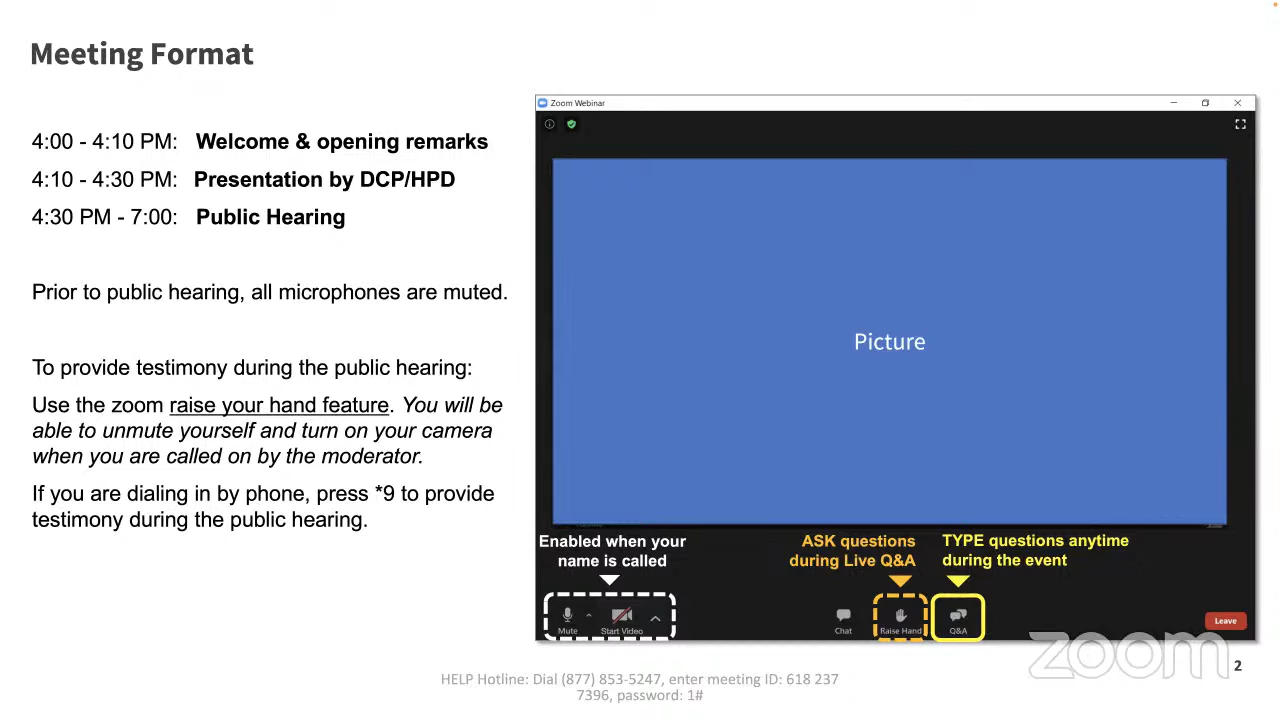 Meeting Format
4:00 - 4:10 PM: Welcome & opening remarks
4:10 - 4:30 PM: Presentation by DCP/HPD
4:30 PM - 7:00: Public Hearing
Prior to public hearing, all microphones are muted.
To provide testimony during the public hearing:
Use the zoom raise your hand feature. You will be
able to unmute yourself and turn on your camera
when you are called on by the moderator.
If you are dialing in by phone, press *9 to provide
testimony during the public hearing.
Zoom Webinar
Picture
Enabled when your
name is called
ASK questions
during Live Q&A
TYPE questions anytime
during the event
Mute
Start Video
Chat
Raise Hand
Q&A
Leave
zoom
2
HELP Hotline: Dial (877) 853-5247, enter meeting ID: 618 237
7396, password: 1#